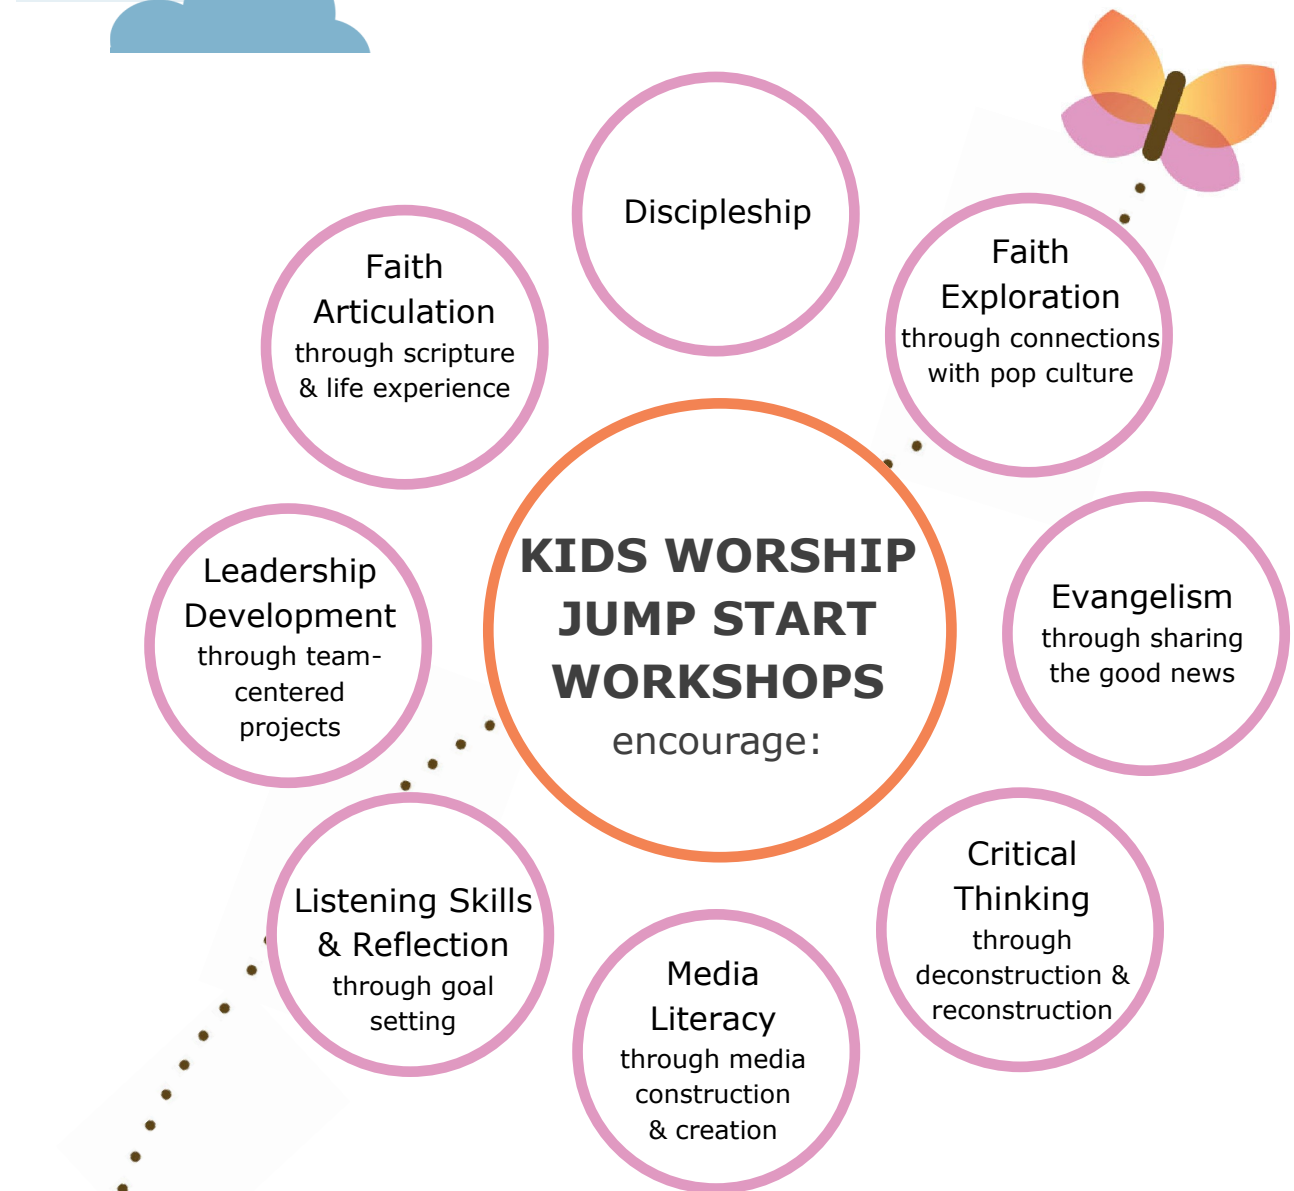 Discipleship
Faith
Exploration
through connections
with pop culture
Evangelism
through sharing
the good news
Critical
Thinking
through
deconstruction &
reconstruction
Media
Literacy
through media
construction
& creation
Listening Skills
& Reflection
through goal
setting
Leadership
Development
through team-
centered
projects
Faith
Articulation
through scripture
& life experience
KIDS WORSHIP
JUMP START
WORKSHOPS
encourage: